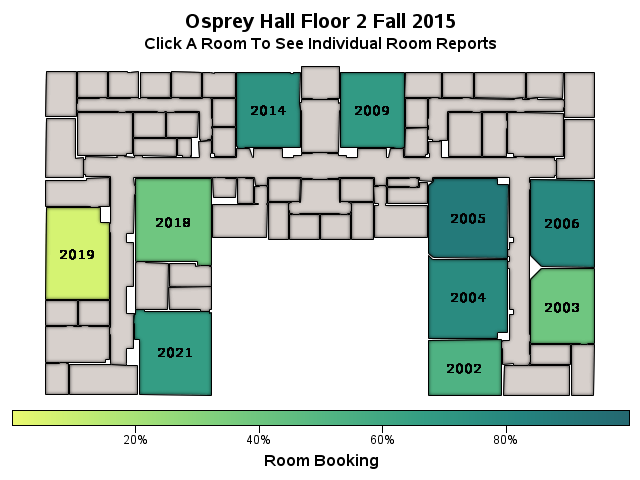 Osprey Hall Floor 2 Fall 2015
Click A Room To See Individual Room Reports
2014 2009
2018 2005 2006
2019
2004 2003
2021 2002
20% 40% 60% 80%
Room Booking